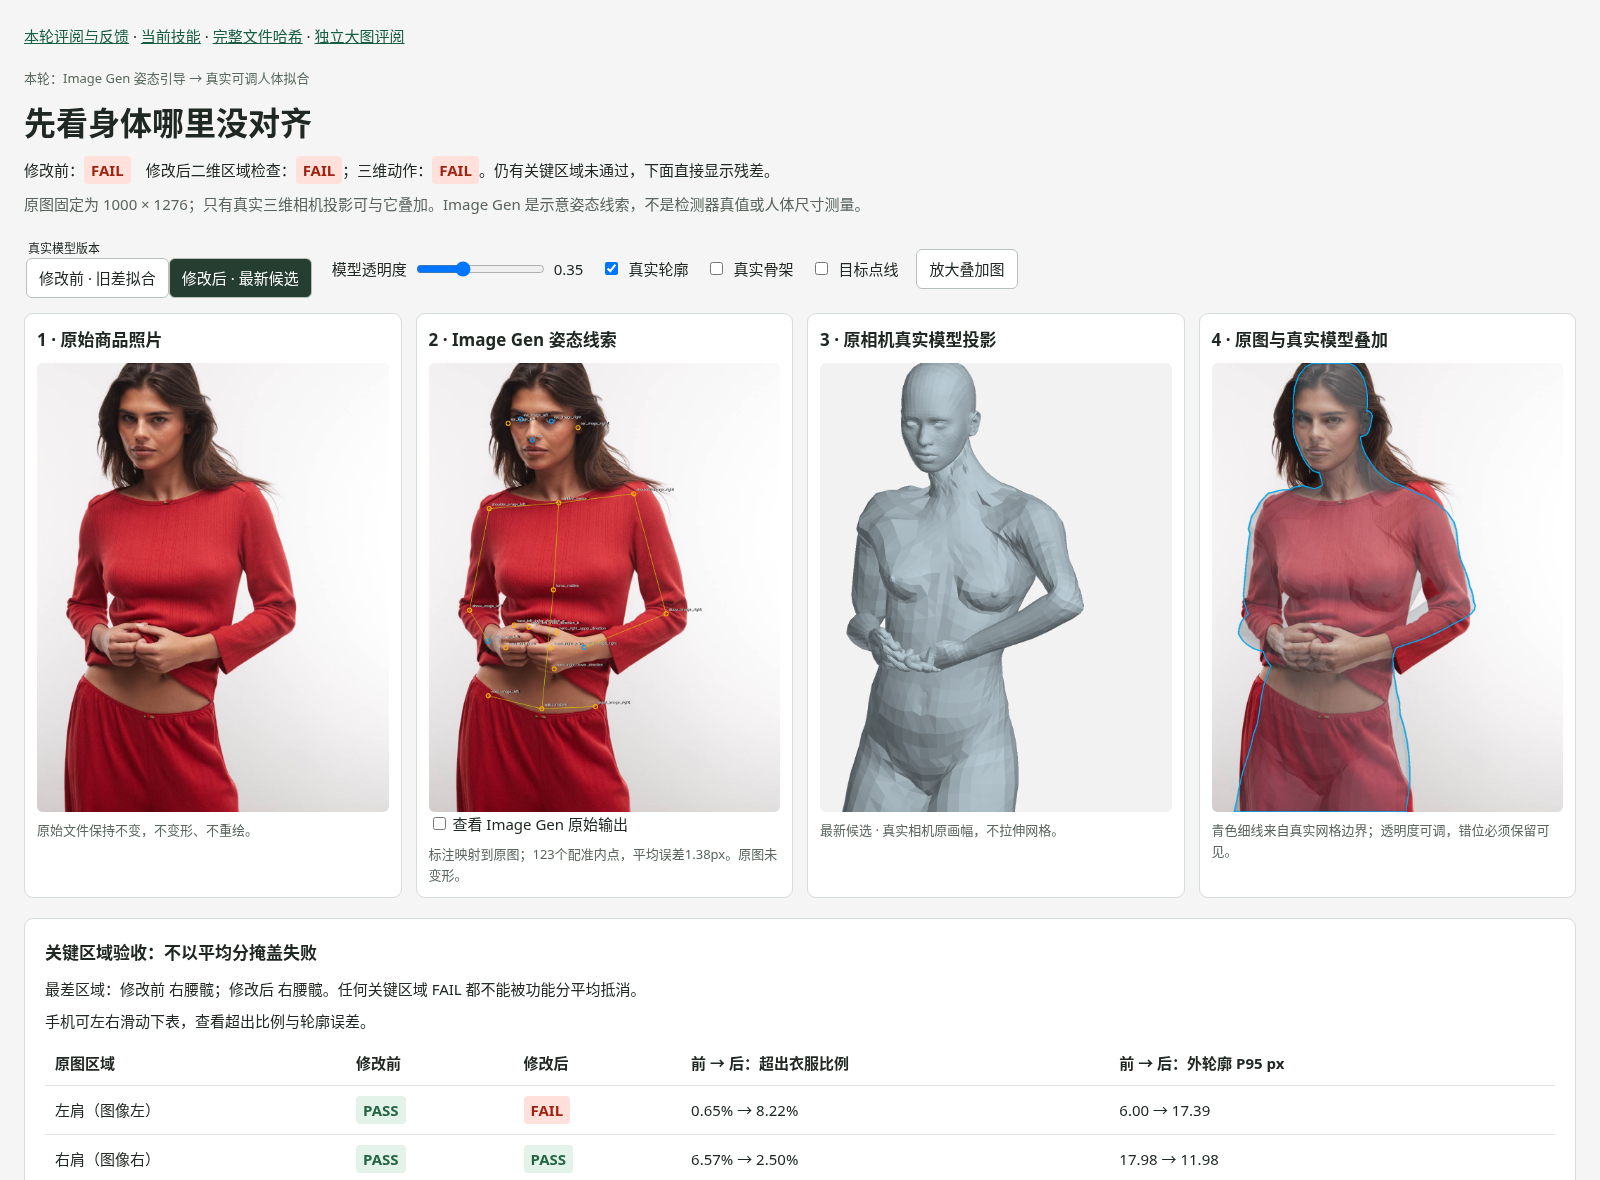 本轮评阅与反馈 · 当前技能 · 完整文件哈希 · 独立大图评阅
本轮：Image Gen 姿态引导 → 真实可调人体拟合
先看身体哪里没对齐
修改前： FAIL 修改后二维区域检查： FAIL ；三维动作： FAIL 。仍有关键区域未通过，下面直接显示残差。
原图固定为 1000 × 1276；只有真实三维相机投影可与它叠加。Image Gen 是示意姿态线索，不是检测器真值或人体尺寸测量。
真实模型版本
修改前 · 旧差拟合 修改后 · 最新候选 模型透明度 0.35 真实轮廓 真实骨架 目标点线 放大叠加图
1 · 原始商品照片
原始文件保持不变，不变形、不重绘。
2 · Image Gen 姿态线索
查看 Image Gen 原始输出
标注映射到原图；123个配准内点，平均误差1.38px。原图未
变形。
3 · 原相机真实模型投影
最新候选 · 真实相机原画幅，不拉伸网格。
4 · 原图与真实模型叠加
青色细线来自真实网格边界；透明度可调，错位必须保留可
见。
关键区域验收：不以平均分掩盖失败
最差区域：修改前 右腰髋；修改后 右腰髋。任何关键区域 FAIL 都不能被功能分平均抵消。
手机可左右滑动下表，查看超出比例与轮廓误差。
原图区域 修改前 修改后 前 → 后：超出衣服比例 前 → 后：外轮廓 P95 px
左肩（图像左） PASS FAIL 0.65% → 8.22% 6.00 → 17.39
右肩（图像右） PASS PASS 6.57% → 2.50% 17.98 → 11.98